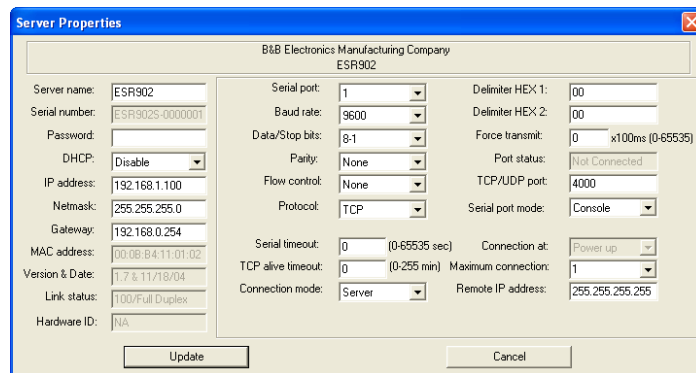 Server Properties
B&B Electronics Manufacturing Company
ESR902
Server name: ESR902
Serial number: ESR902S-0000001
Password:
DHCP: Disable
IP address: 192.168.1.100
Netmask: 255.255.255.0
Gateway: 192.168.0.254
MAC address: 00:0B:B4:11:01:02
Version & Date: 1.7 & 11/18/04
Link status: 100/Full Duplex
Hardware ID: NA
Serial port: 1
Baud rate: 9600
Data/Stop bits: 8-1
Parity: None
Flow control: None
Protocol: TCP
Serial timeout: 0 (0-65535 sec)
TCP alive timeout: 0 (0-255 min)
Connection mode: Server
Delimiter HEX 1: 00
Delimiter HEX 2: 00
Force transmit: 0 x100ms (0-65535)
Port status: Not Connected
TCP/UDP port: 4000
Serial port mode: Console
Connection at: Power up
Maximum connection: 1
Remote IP address: 255.255.255.255
Update
Cancel